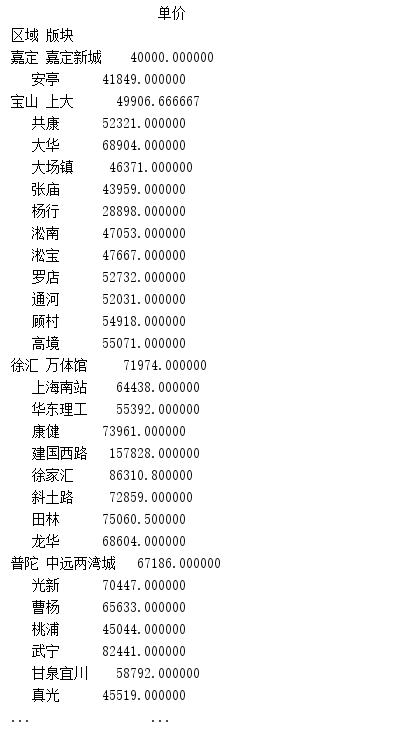 单价
区域 版块
嘉定 嘉定新城 40000.000000
安亭 41849.000000
宝山 上大 49906.666667
共康 52321.000000
大华 68904.000000
大场镇 46371.000000
张庙 43959.000000
杨行 28898.000000
淞南 47053.000000
淞宝 47667.000000
罗店 52732.000000
通河 52031.000000
顾村 54918.000000
高境 55071.000000
徐汇 万体馆 71974.000000
上海南站 64438.000000
华东理工 55392.000000
康健 73961.000000
建国西路 157828.000000
徐家汇 86310.800000
斜土路 72859.000000
田林 75060.500000
龙华 68604.000000
普陀 中远两湾城 67186.000000
光新 70447.000000
曹杨 65633.000000
桃浦 45044.000000
武宁 82441.000000
甘泉宜川 58792.000000
真光 45519.000000
... ...